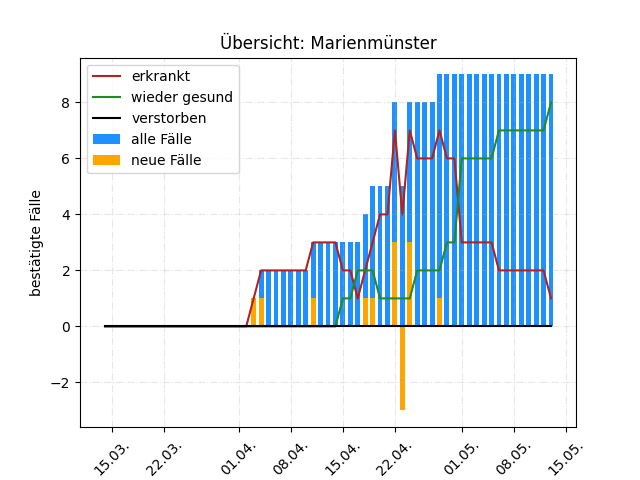 Übersicht: Marienmünster
erkrankt
wieder gesund
verstorben
alle Fälle
neue Fälle
bestätigte Fälle
8
6
4
2
0
−2
15.03.
22.03.
01.04.
08.04.
15.04.
22.04.
01.05.
08.05.
15.05.